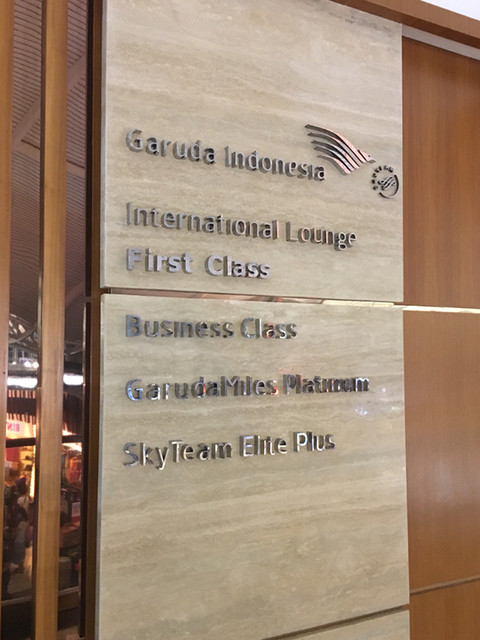 Garuda Indonesia
International Lounge
First Class
Business Class
GarudaMiles Platinum
SkyTeam Elite Plus